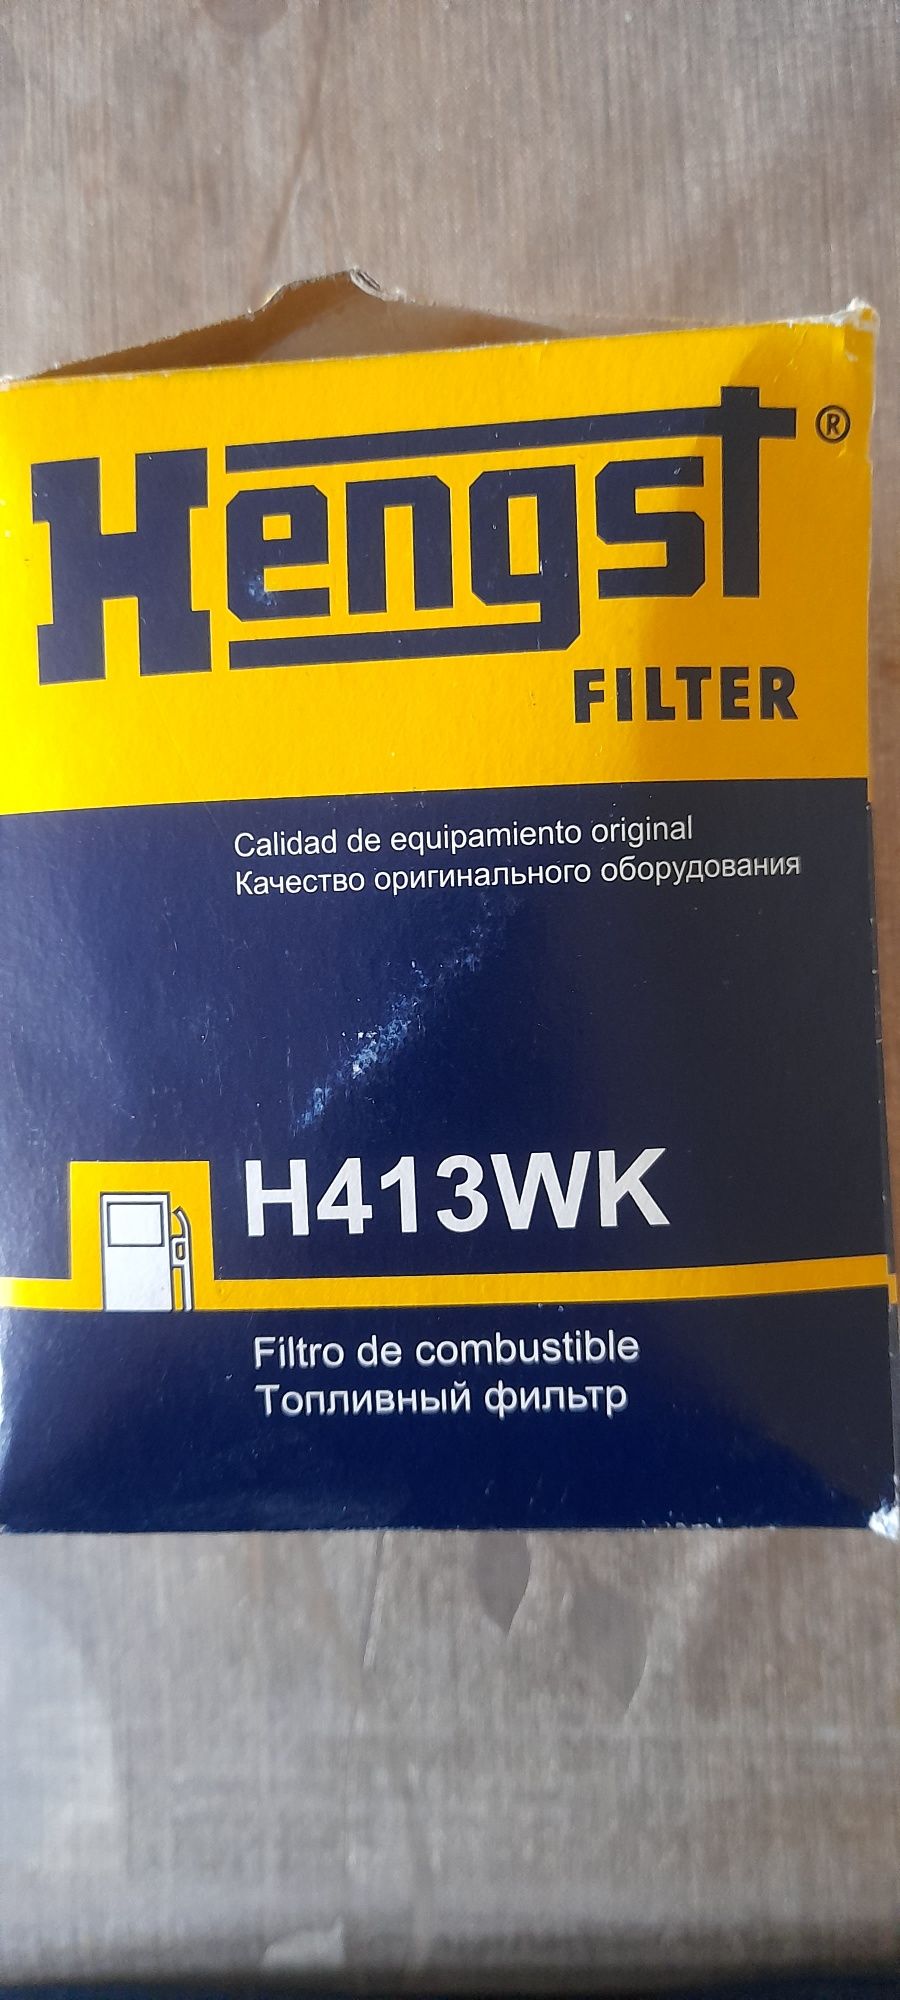 Hengst®
FILTER
Calidad de equipamiento original
Качество оригинального оборудования
H413WK
Filtro de combustible
Топливный фильтр